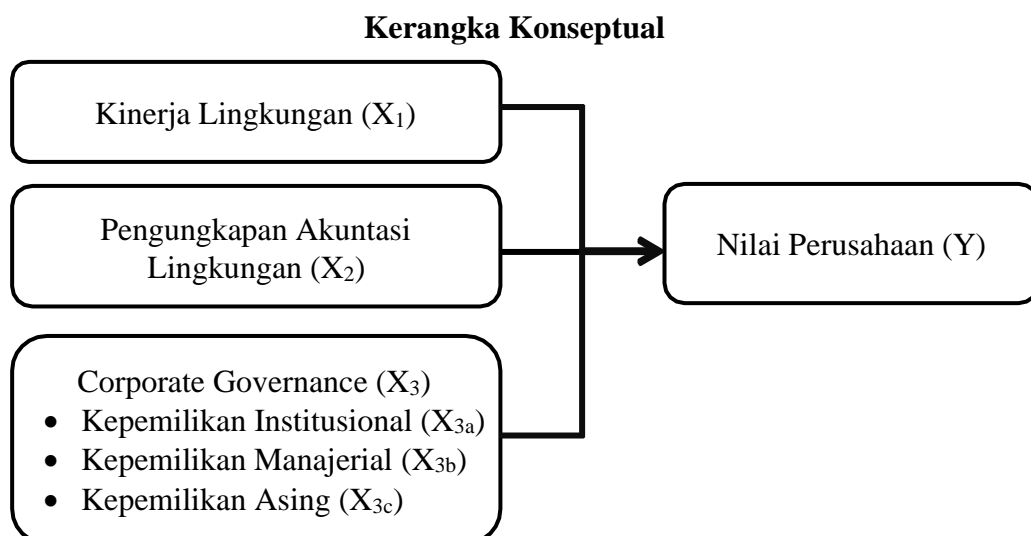 Kerangka Konseptual
Kinerja Lingkungan (X₁)
Pengungkapan Akuntasi
Lingkungan (X₂)
Corporate Governance (X₃)
• Kepemilikan Institusional (X₃ₐ)
• Kepemilikan Manajerial (X₃b)
• Kepemilikan Asing (X₃c)
Nilai Perusahaan (Y)